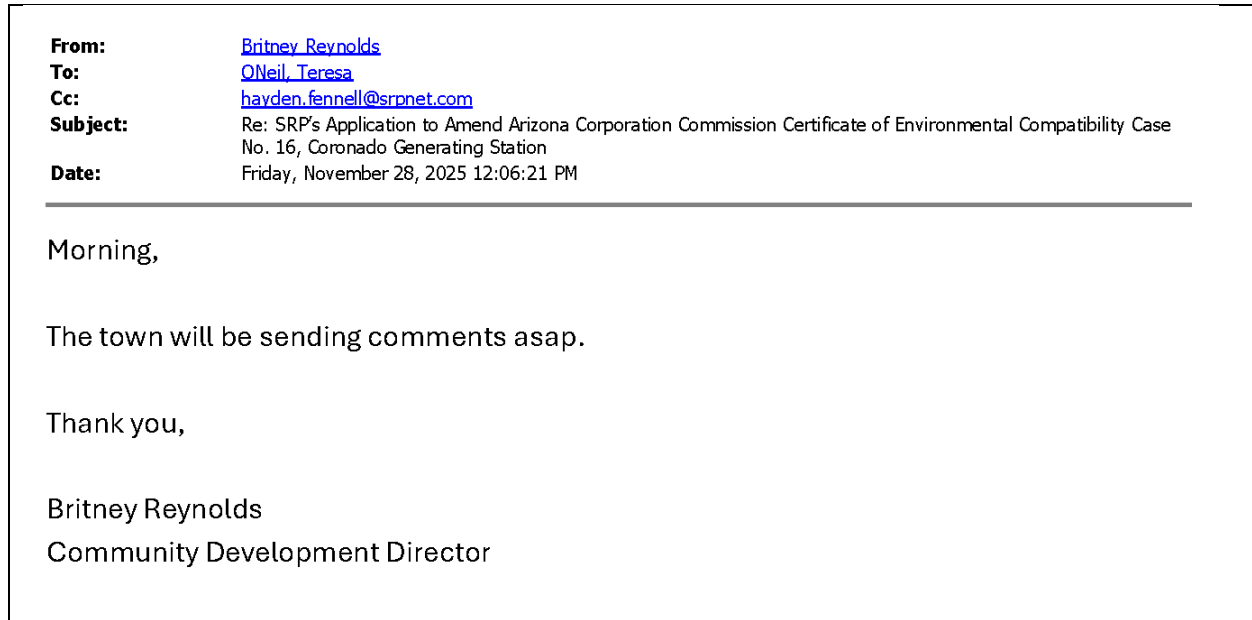 From: Britney Reynolds
To: ONeil, Teresa
Cc: hayden.fennell@srpnet.com
Subject: Re: SRP's Application to Amend Arizona Corporation Commission Certificate of Environmental Compatibility Case
No. 16, Coronado Generating Station
Date: Friday, November 28, 2025 12:06:21 PM
Morning,
The town will be sending comments asap.
Thank you,
Britney Reynolds
Community Development Director